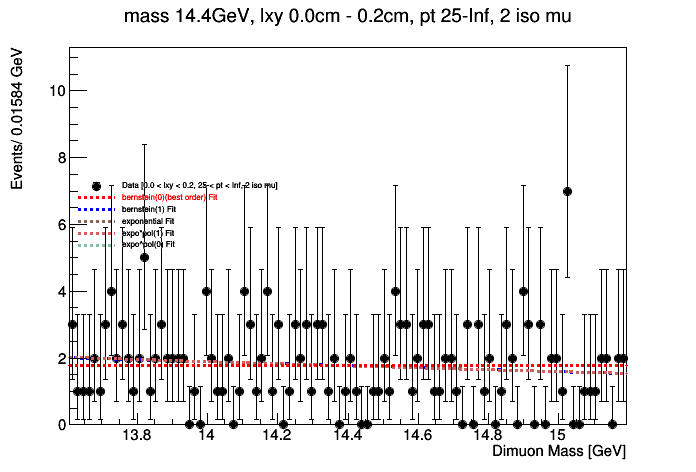 mass 14.4GeV, lxy 0.0cm - 0.2cm, pt 25-Inf, 2 iso mu
Events/ 0.01584 GeV
10
8
6
4
2
0
Data [0.0 < lxy < 0.2, 25 < pt < Inf, 2 iso mu]
bernstein(0)(best order) Fit
bernstein(1) Fit
exponential Fit
expo*pol(1) Fit
expo*pol(0) Fit
13.8 14 14.2 14.4 14.6 14.8 15
Dimuon Mass [GeV]